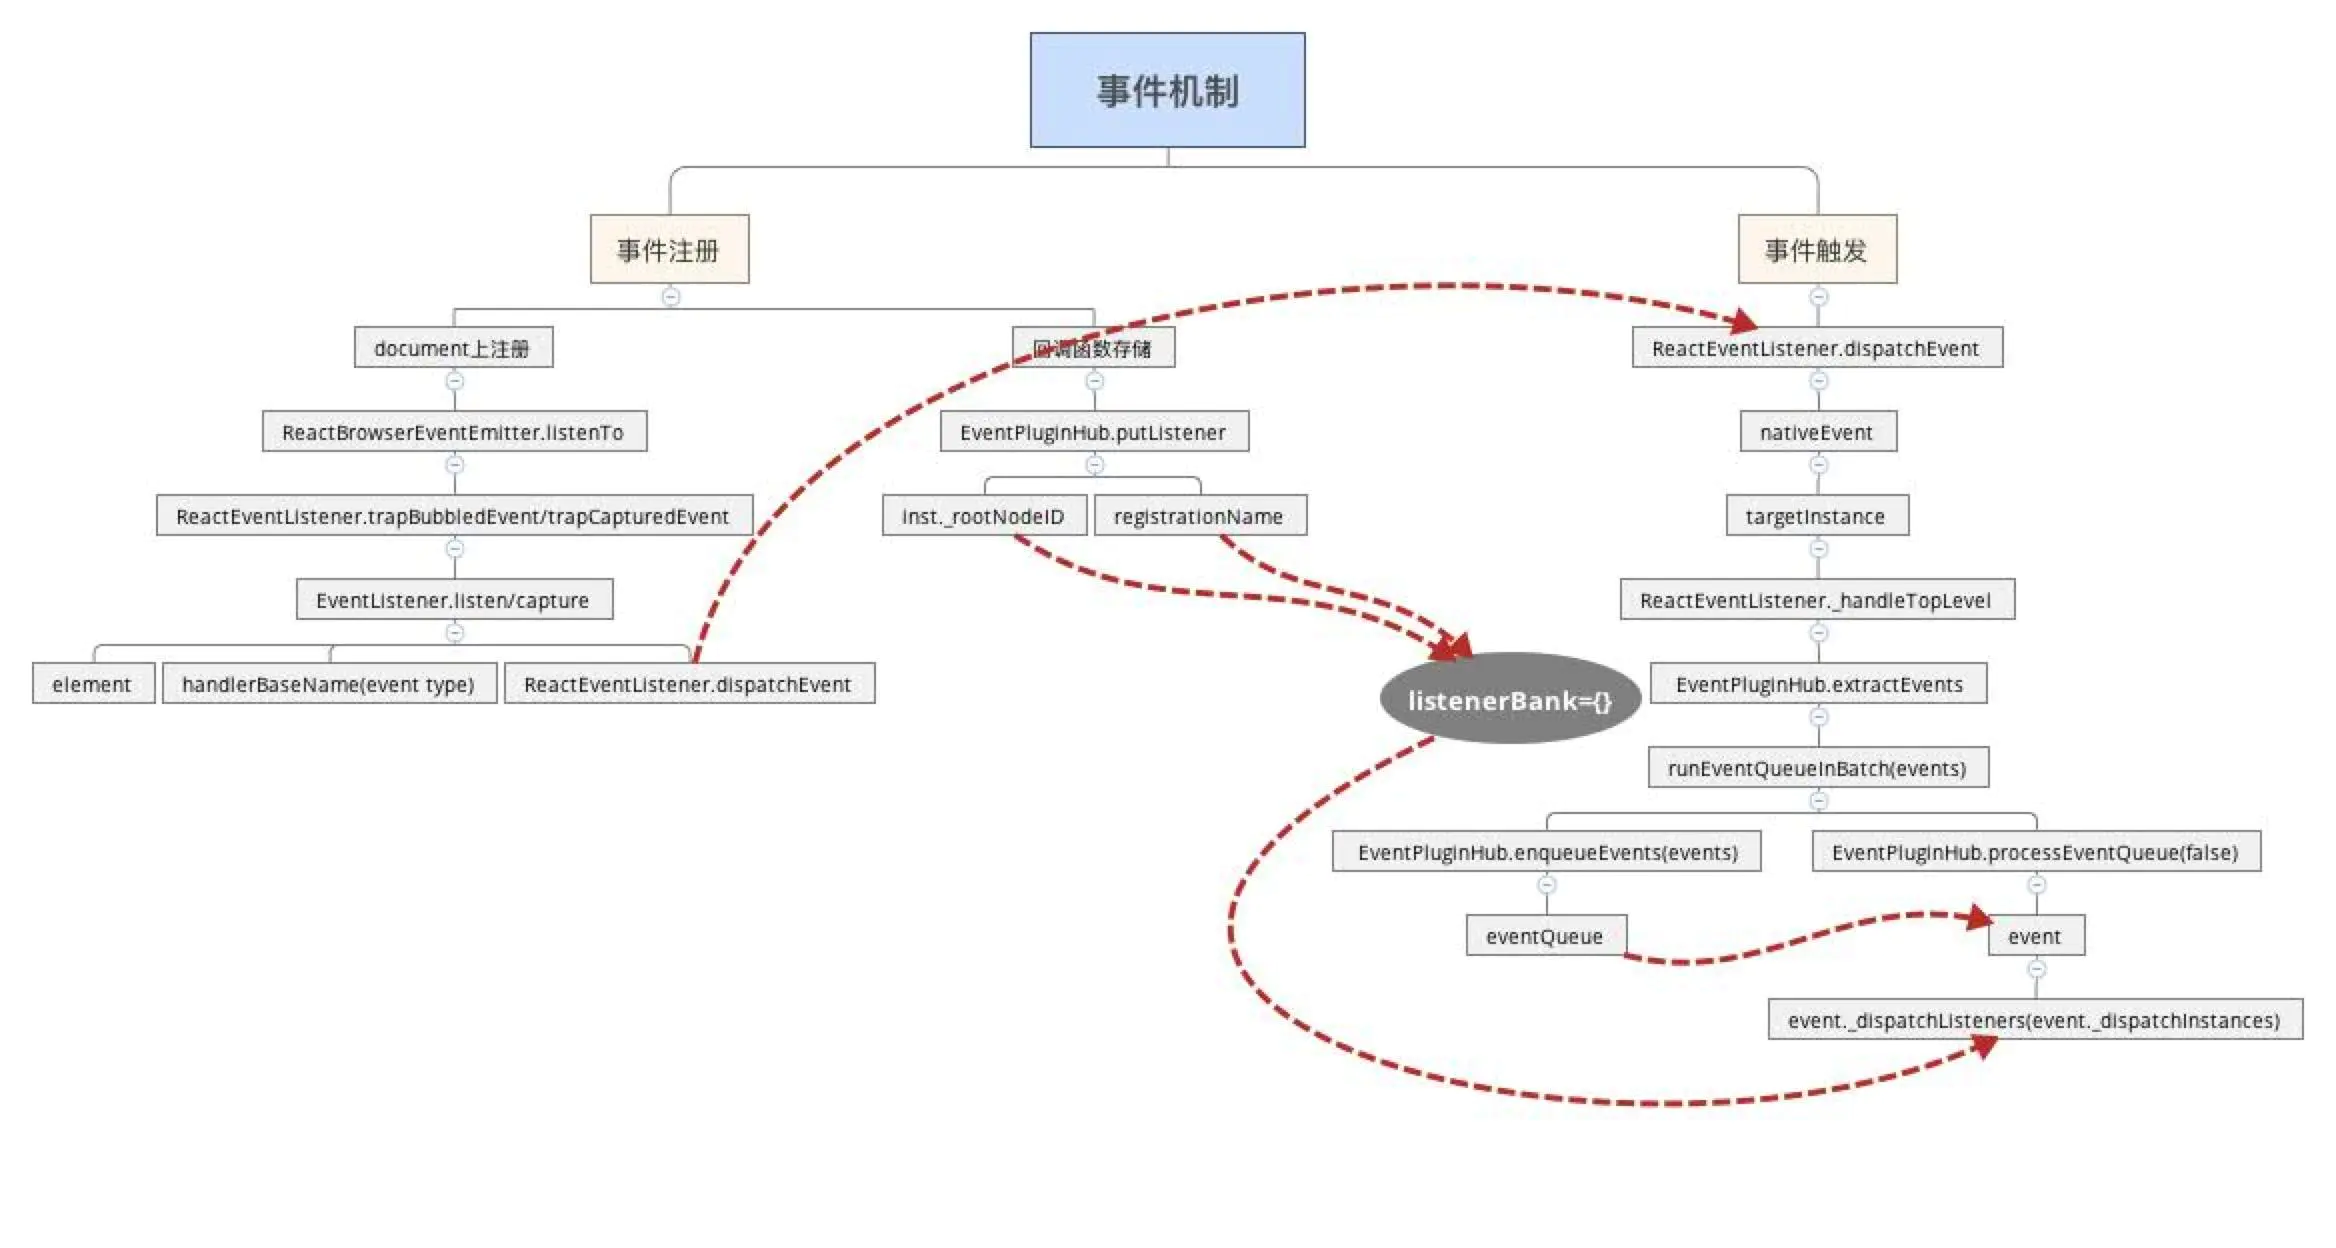 事件机制
事件注册
事件触发
document上注册
回调函数存储
ReactEventListener.dispatchEvent
ReactBrowserEventEmitter.listenTo
EventPluginHub.putListener
nativeEvent
ReactEventListener.trapBubbledEvent/trapCapturedEvent
inst._rootNodeID
registrationName
targetInstance
EventListener.listen/capture
ReactEventListener._handleTopLevel
element
handlerBaseName(event type)
ReactEventListener.dispatchEvent
listenerBank={}
EventPluginHub.extractEvents
runEventQueueInBatch(events)
EventPluginHub.enqueueEvents(events)
EventPluginHub.processEventQueue(false)
eventQueue
event
event._dispatchListeners(event._dispatchInstances)